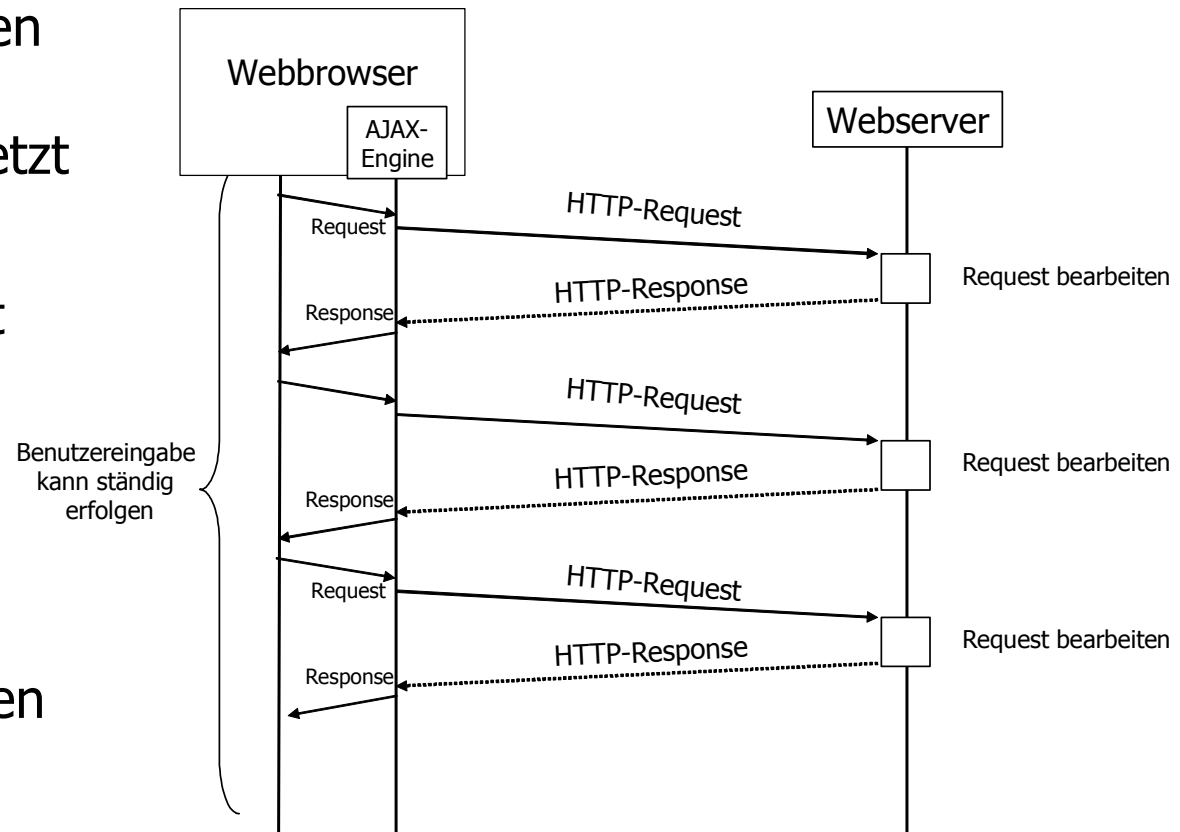 en
etzt
t
en
Webbrowser
AJAX-
Engine
Webserver
Request
HTTP-Request
Request bearbeiten
HTTP-Response
Response
HTTP-Request
Request bearbeiten
HTTP-Response
Response
Benutzereingabe
kann ständig
erfolgen
Request
HTTP-Request
Request bearbeiten
HTTP-Response
Response